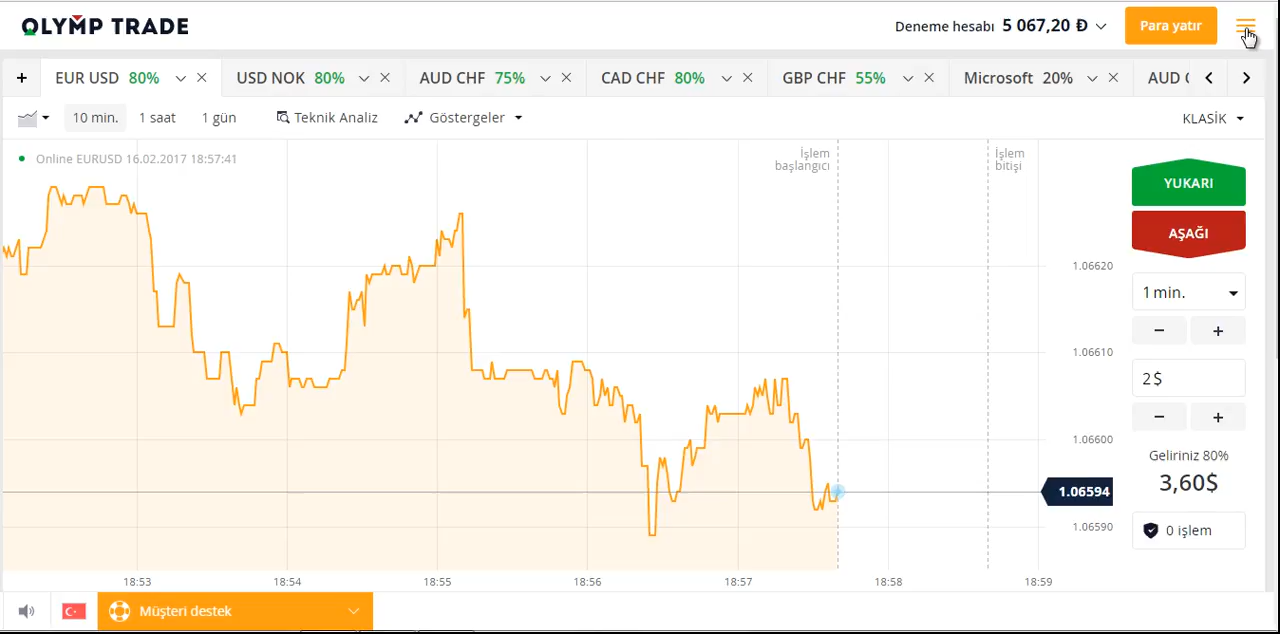 OLYMP TRADE
Deneme hesabı 5 067,20 Đ
Para yatır
+ EUR USD 80% USD NOK 80% AUD CHF 75% CAD CHF 80% GBP CHF 55% Microsoft 20% AUD C
10 min. 1 saat 1 gün Teknik Analiz Göstergeler KLASİK
Online EURUSD 16.02.2017 18:57:41
İşlem
başlangıcı
İşlem
bitişi
1.06620
1.06610
1.06600
1.06594
1.06590
18:53 18:54 18:55 18:56 18:57 18:58 18:59
YUKARI
AŞAĞI
1 min.
− +
2 $
− +
Geliriniz 80%
3,60$
0 işlem
Müşteri destek